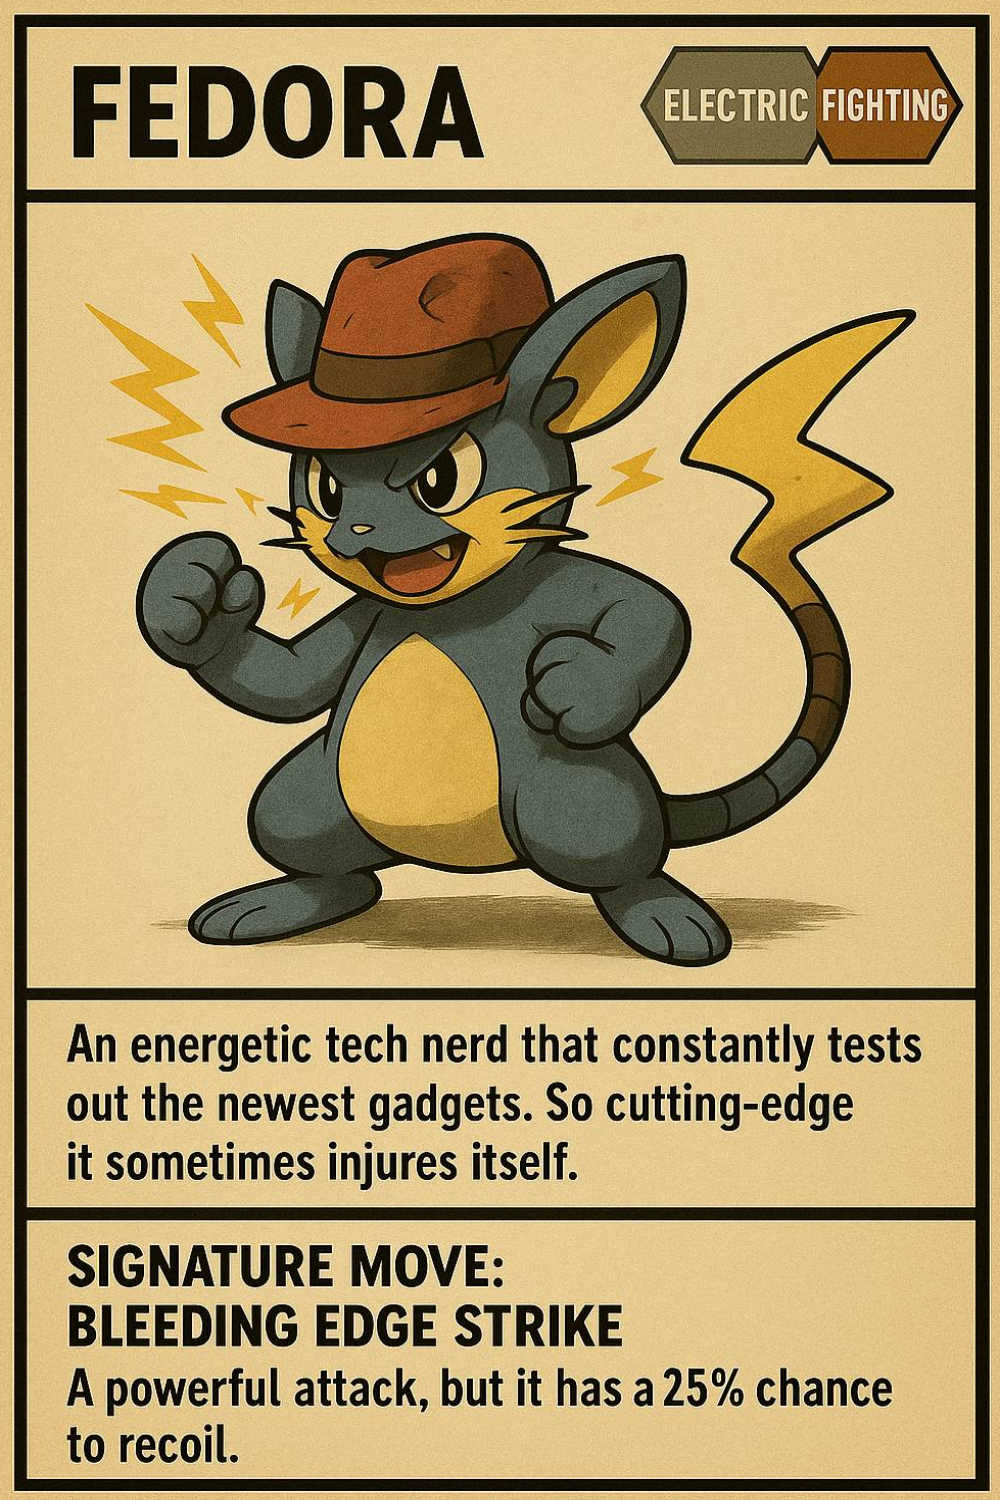 FEDORA
ELECTRIC FIGHTING
An energetic tech nerd that constantly tests
out the newest gadgets. So cutting-edge
it sometimes injures itself.
SIGNATURE MOVE:
BLEEDING EDGE STRIKE
A powerful attack, but it has a 25% chance
to recoil.